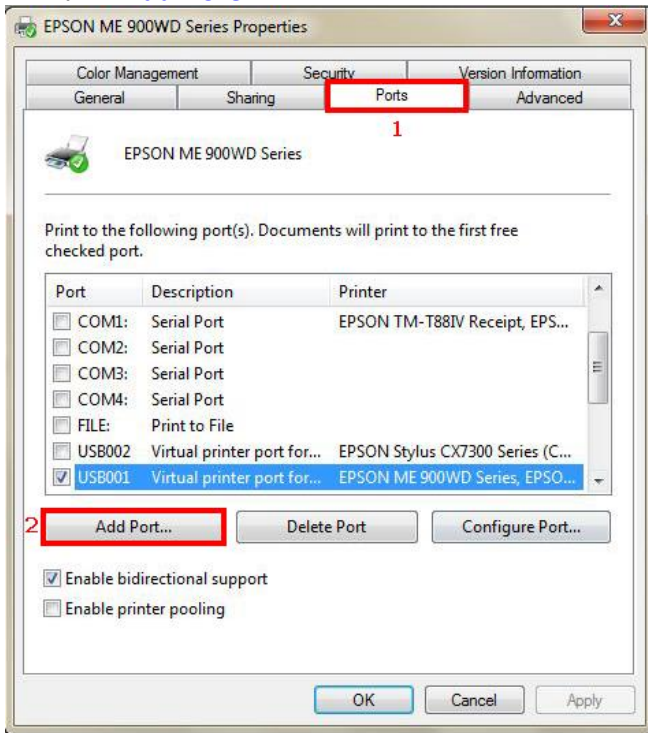 EPSON ME 900WD Series Properties
Color Management Security Version Information
General Sharing Ports Advanced
1
EPSON ME 900WD Series
Print to the following port(s). Documents will print to the first free
checked port.
Port Description Printer
COM1: Serial Port EPSON TM-T88IV Receipt, EPS...
COM2: Serial Port
COM3: Serial Port
COM4: Serial Port
FILE: Print to File
USB002 Virtual printer port for... EPSON Stylus CX7300 Series (C...
USB001 Virtual printer port for... EPSON ME 900WD Series, EPSO...
2 Add Port... Delete Port Configure Port...
Enable bidirectional support
Enable printer pooling
OK Cancel Apply